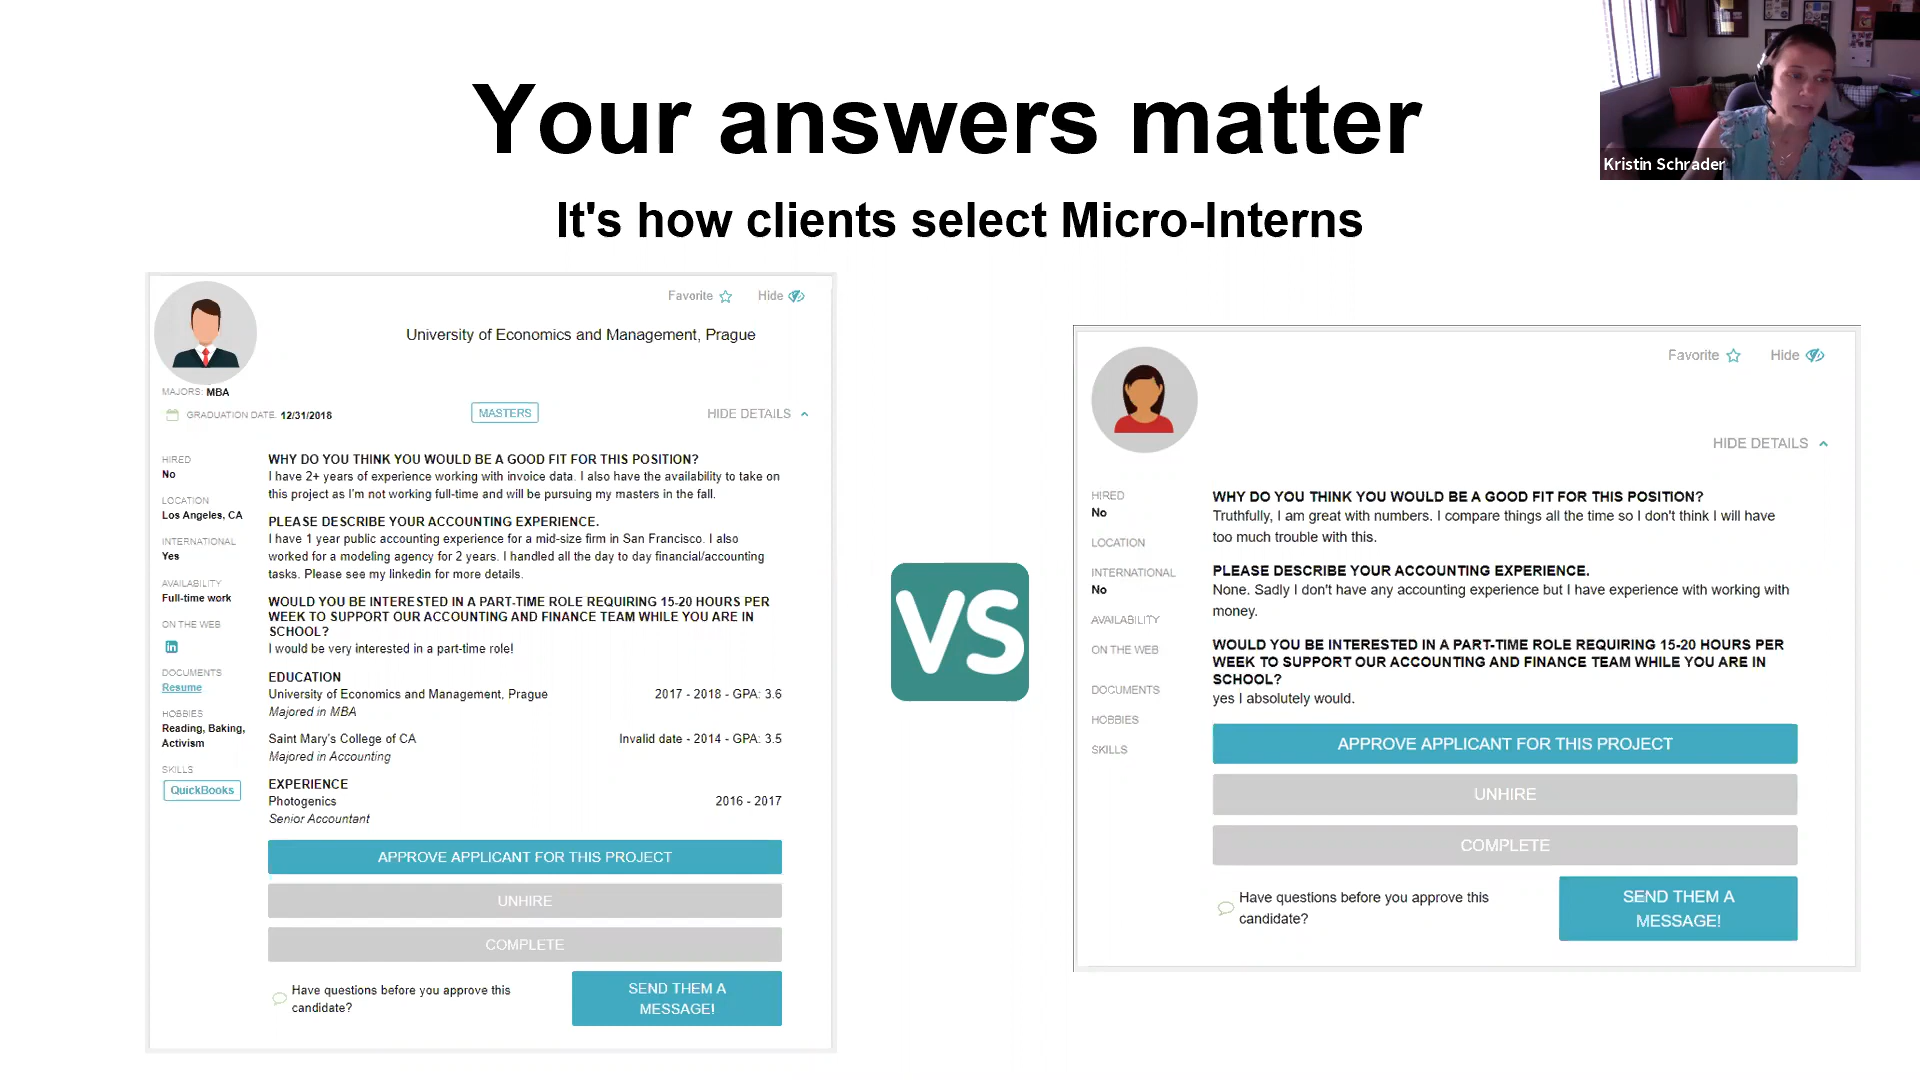 Your answers matter
It's how clients select Micro-Interns
Kristin Schrader
Favorite
Hide
University of Economics and Management, Prague
MAJORS: MBA
GRADUATION DATE: 12/31/2018
MASTERS
HIDE DETAILS
HIRED
No
LOCATION
Los Angeles, CA
INTERNATIONAL
Yes
AVAILABILITY
Full-time work
ON THE WEB
in
DOCUMENTS
Resume
HOBBIES
Reading, Baking,
Activism
SKILLS
QuickBooks
WHY DO YOU THINK YOU WOULD BE A GOOD FIT FOR THIS POSITION?
I have 2+ years of experience working with invoice data. I also have the availability to take on
this project as I'm not working full-time and will be pursuing my masters in the fall.
PLEASE DESCRIBE YOUR ACCOUNTING EXPERIENCE.
I have 1 year public accounting experience for a mid-size firm in San Francisco. I also
worked for a modeling agency for 2 years. I handled all the day to day financial/accounting
tasks. Please see my linkedin for more details.
WOULD YOU BE INTERESTED IN A PART-TIME ROLE REQUIRING 15-20 HOURS PER
WEEK TO SUPPORT OUR ACCOUNTING AND FINANCE TEAM WHILE YOU ARE IN
SCHOOL?
I would be very interested in a part-time role!
EDUCATION
University of Economics and Management, Prague 2017 - 2018 - GPA: 3.6
Majored in MBA
Saint Mary's College of CA Invalid date - 2014 - GPA: 3.5
Majored in Accounting
EXPERIENCE
Photogenics 2016 - 2017
Senior Accountant
APPROVE APPLICANT FOR THIS PROJECT
UNHIRE
COMPLETE
Have questions before you approve this
candidate?
SEND THEM A
MESSAGE!
VS
Favorite
Hide
HIDE DETAILS
HIRED
No
LOCATION
INTERNATIONAL
No
AVAILABILITY
ON THE WEB
DOCUMENTS
HOBBIES
SKILLS
WHY DO YOU THINK YOU WOULD BE A GOOD FIT FOR THIS POSITION?
Truthfully, I am great with numbers. I compare things all the time so I don't think I will have
too much trouble with this.
PLEASE DESCRIBE YOUR ACCOUNTING EXPERIENCE.
None. Sadly I don't have any accounting experience but I have experience with working with
money.
WOULD YOU BE INTERESTED IN A PART-TIME ROLE REQUIRING 15-20 HOURS PER
WEEK TO SUPPORT OUR ACCOUNTING AND FINANCE TEAM WHILE YOU ARE IN
SCHOOL?
yes I absolutely would.
APPROVE APPLICANT FOR THIS PROJECT
UNHIRE
COMPLETE
Have questions before you approve this
candidate?
SEND THEM A
MESSAGE!